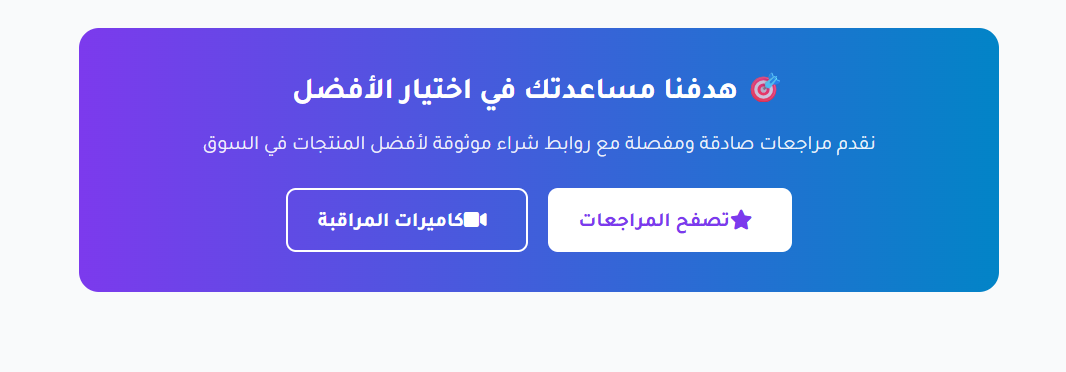 🎯 هدفنا مساعدتك في اختيار الأفضل
نقدم مراجعات صادقة ومفصلة مع روابط شراء موثوقة لأفضل المنتجات في السوق
تصفح المراجعات
كاميرات المراقبة